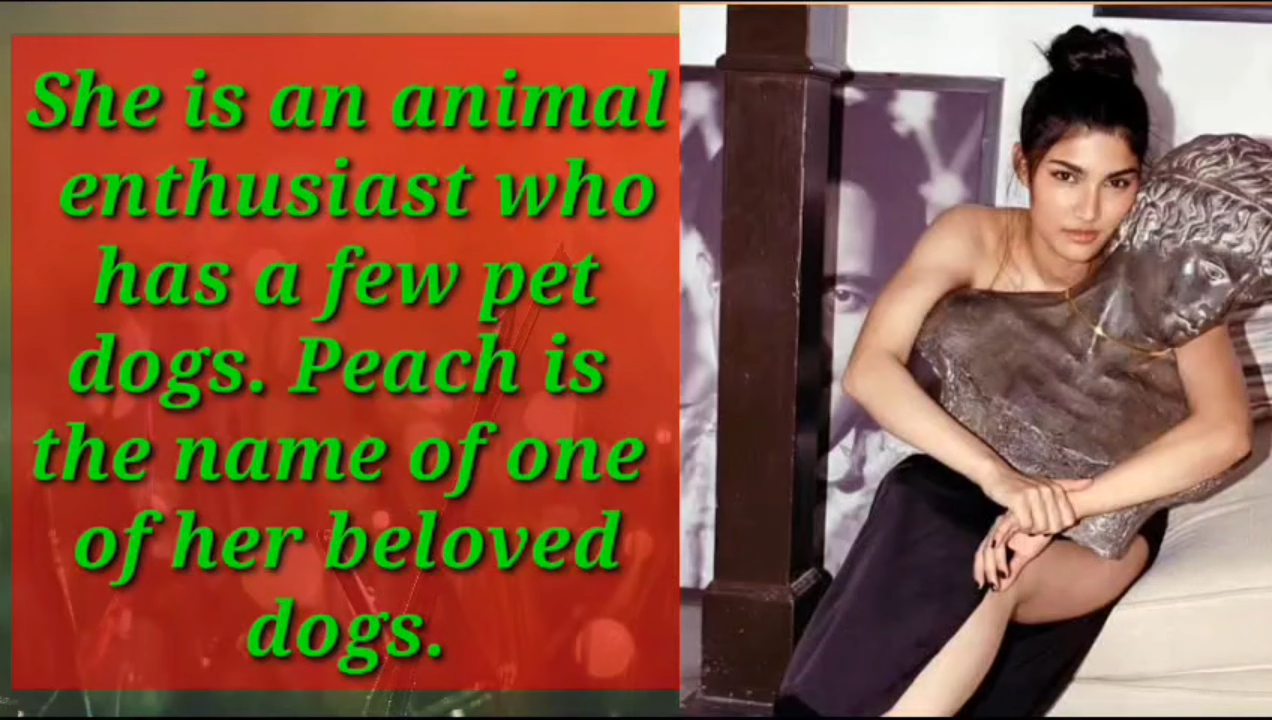 She is an animal
enthusiast who
has a few pet
dogs. Peach is
the name of one
of her beloved
dogs.